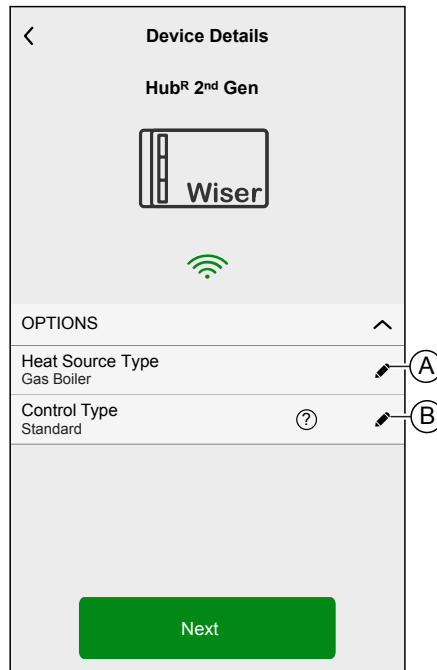 Device Details
Hubᴿ 2ⁿᵈ Gen
Wiser
OPTIONS
Heat Source Type
A
Gas Boiler
Control Type
? B
Standard
Next